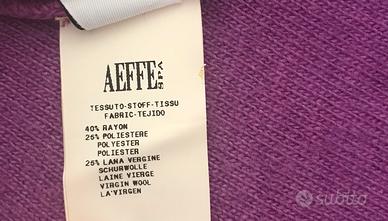 AEFFE SPA
TESSUTO-STOFF-TISSU
FABRIC-TEJIDO
40% RAYON
25% POLIESTERE
POLYESTER
POLIESTER
25% LANA VERGINE
SCHURWOLLE
LAINE VIERGE
VIRGIN WOOL
LA'VIRGEN
subito